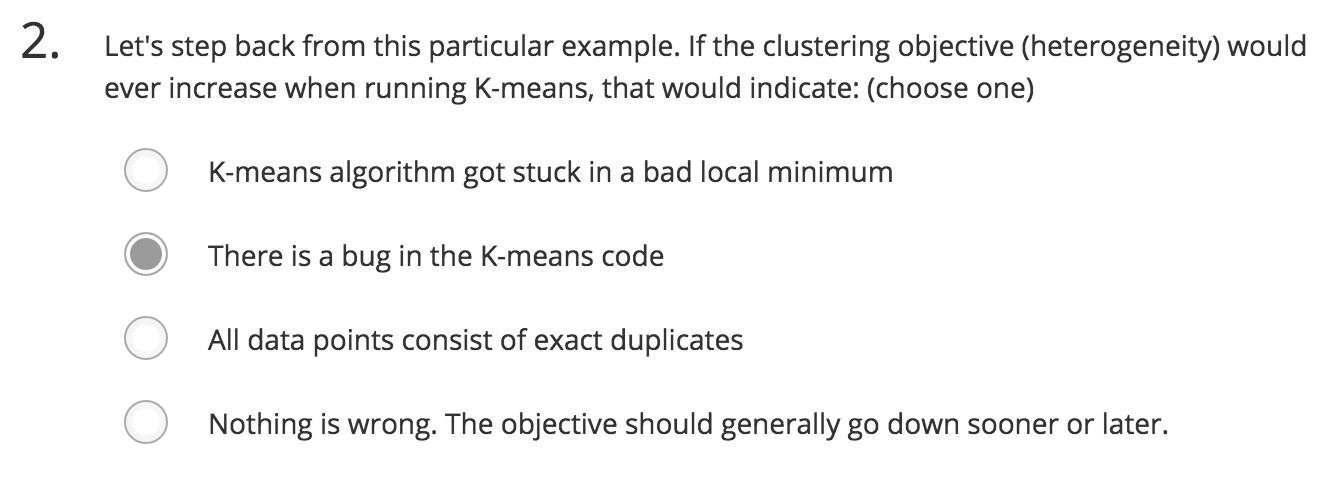 2. Let's step back from this particular example. If the clustering objective (heterogeneity) would
ever increase when running K-means, that would indicate: (choose one)
K-means algorithm got stuck in a bad local minimum
There is a bug in the K-means code
All data points consist of exact duplicates
Nothing is wrong. The objective should generally go down sooner or later.